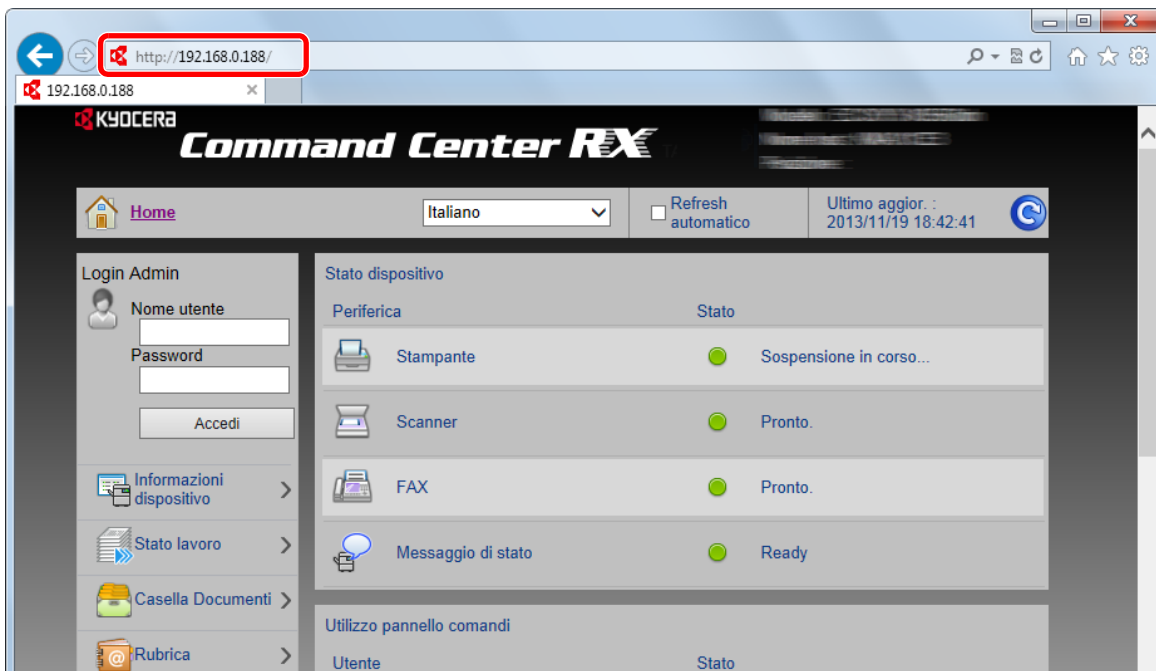 http://192.168.0.188/
192.168.0.188
KYOCERA
Command Center RX
Home
Italiano
Refresh
automatico
Ultimo aggior. :
2013/11/19 18:42:41
Login Admin
Nome utente
Password
Accedi
Informazioni
dispositivo
Stato lavoro
Casella Documenti
Rubrica
Stato dispositivo
Periferica Stato
Stampante Sospensione in corso...
Scanner Pronto.
FAX Pronto.
Messaggio di stato Ready
Utilizzo pannello comandi
Utente Stato